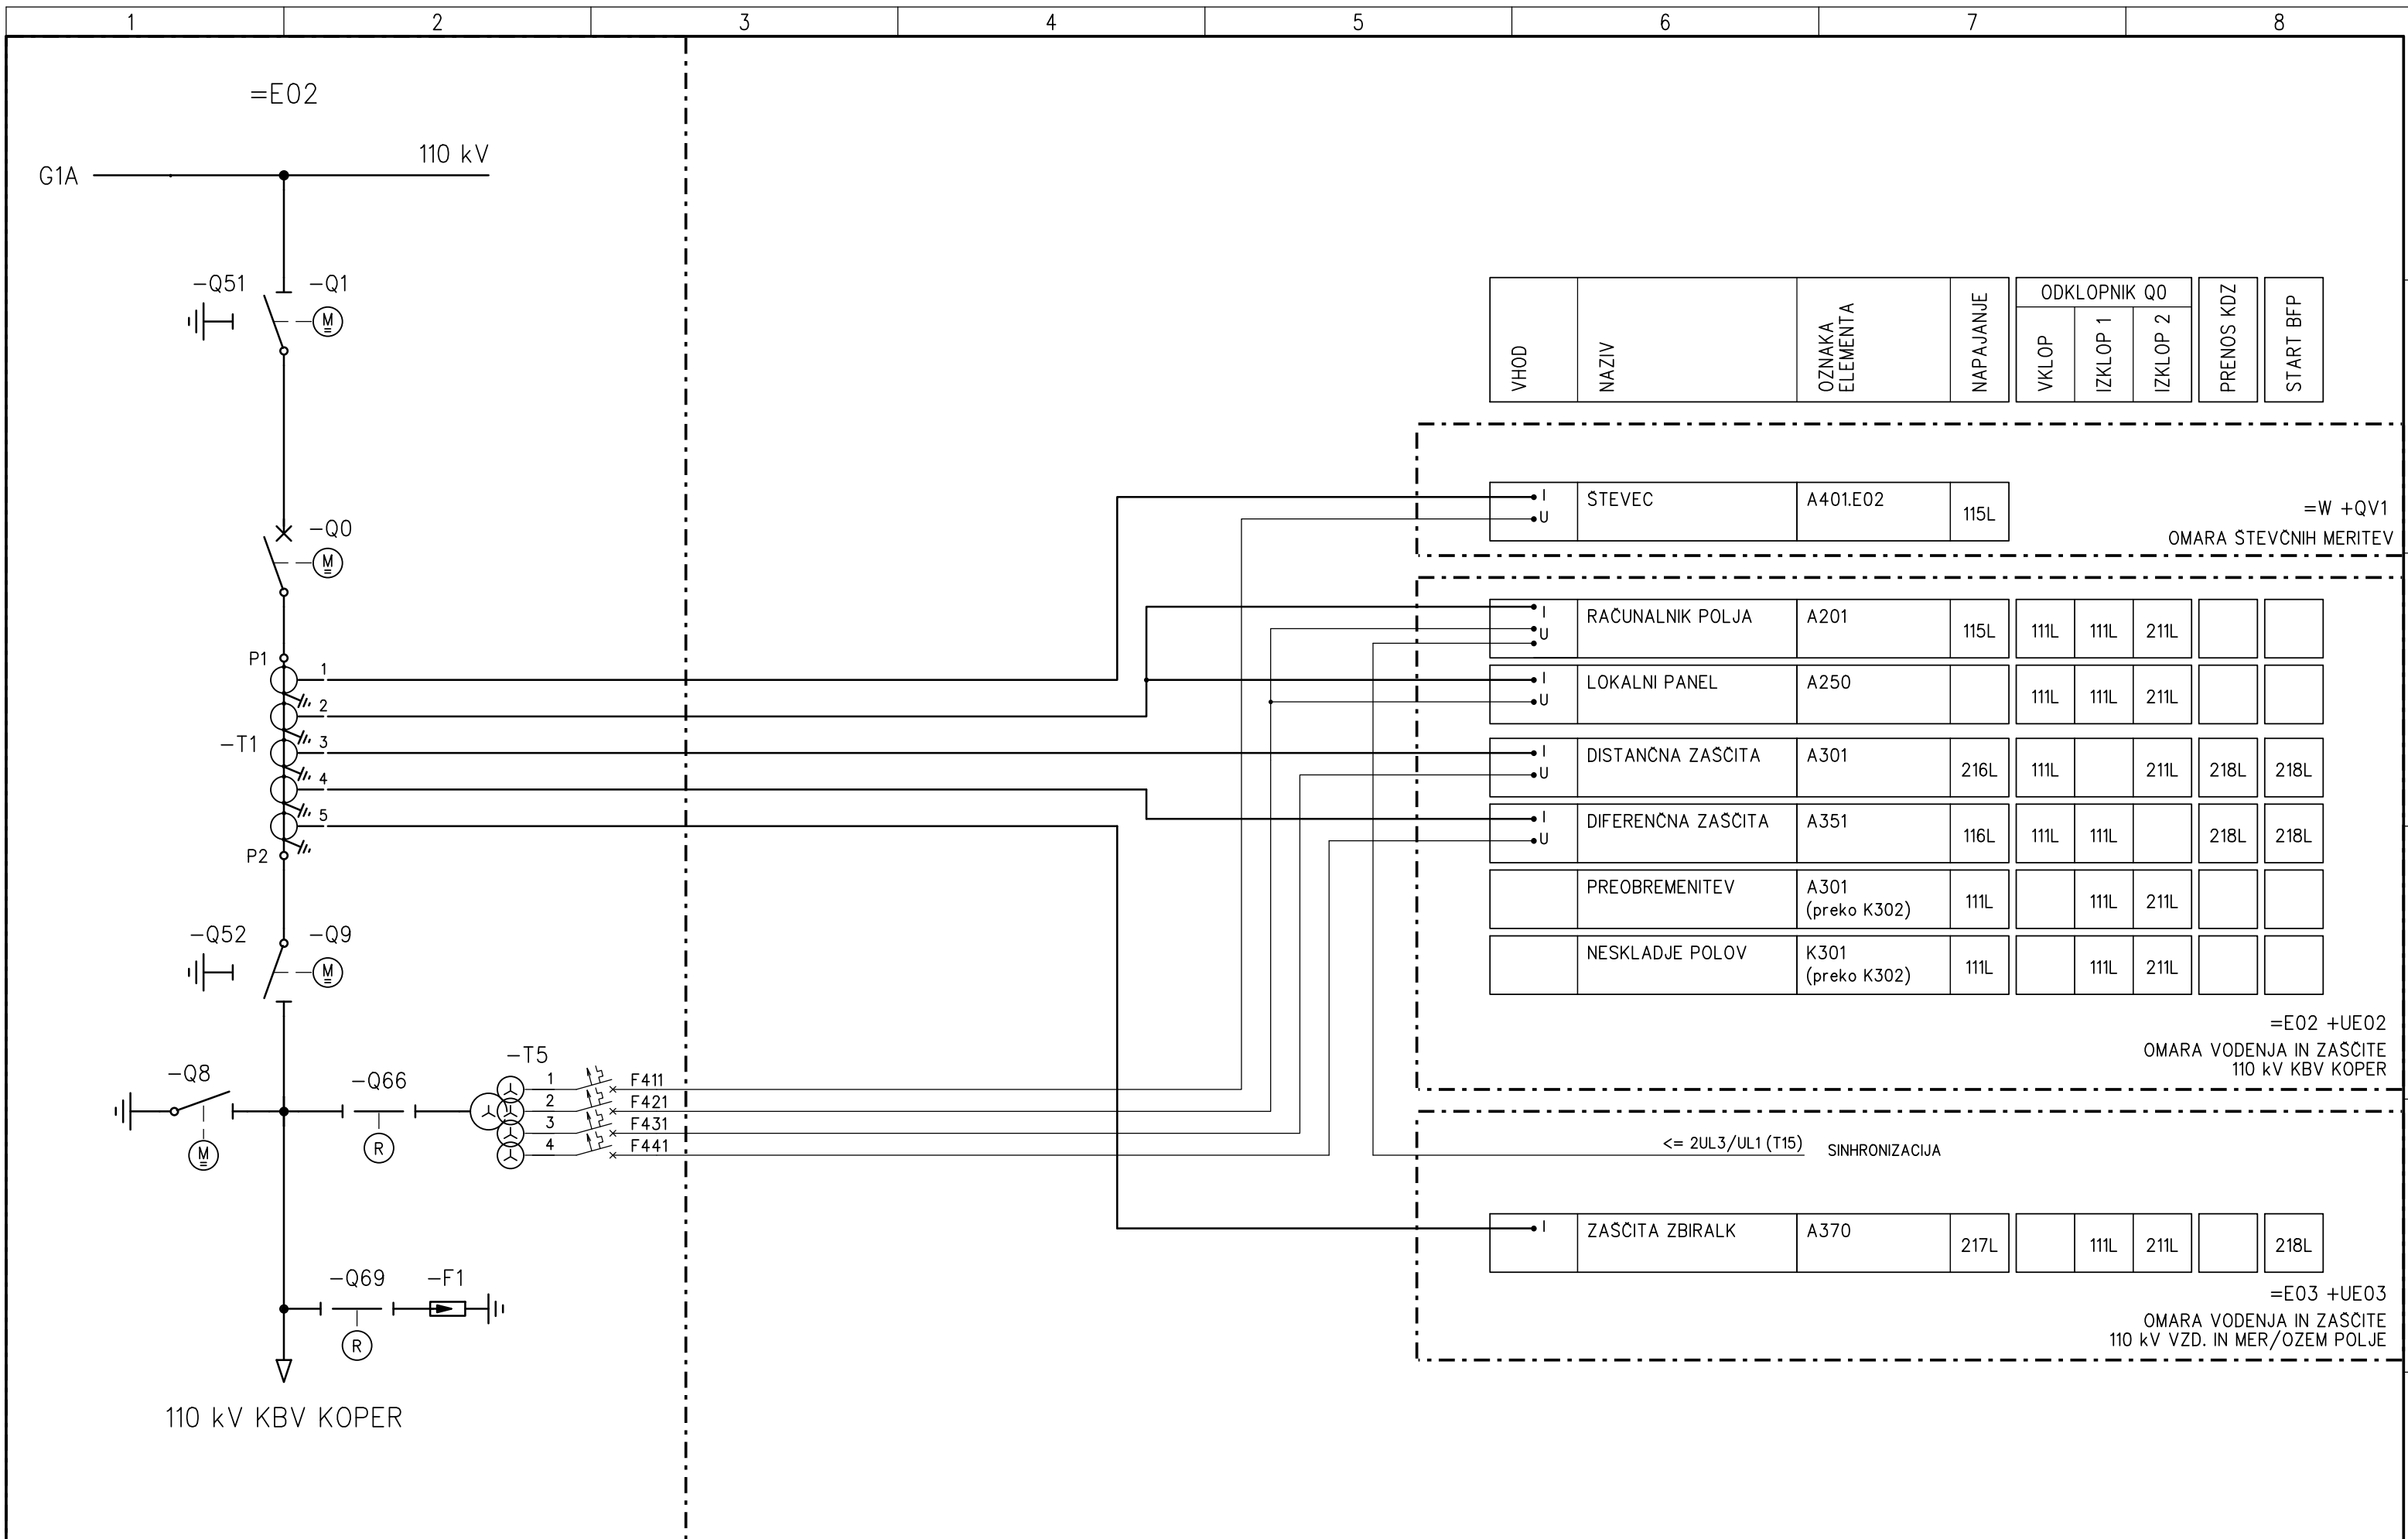 1 2 3 4 5 6 7 8
=E02
110 kV
G1A
-Q51 -Q1
M
-Q0
M
P1
1
2
-T1 3
4
5
P2
-Q52 -Q9
M
-Q8
M
-Q66
R
-T5
1 F411
2 F421
3 F431
4 F441
-Q69 -F1
R
110 kV KBV KOPER
VHOD
NAZIV
OZNAKA
ELEMENTA
NAPAJANJE
ODKLOPNIK Q0
VKLOP
IZKLOP 1
IZKLOP 2
PRENOS KDZ
START BFP
I
U
ŠTEVEC A401.E02 115L
=W +QV1
OMARA ŠTEVČNIH MERITEV
I
U
RAČUNALNIK POLJA A201 115L 111L 111L 211L
I
U
LOKALNI PANEL A250 111L 111L 211L
I
U
DISTANČNA ZAŠČITA A301 216L 111L 211L 218L 218L
I
U
DIFERENČNA ZAŠČITA A351 116L 111L 111L 218L 218L
PREOBREMENITEV A301
(preko K302) 111L 111L 211L
NESKLADJE POLOV K301
(preko K302) 111L 111L 211L
=E02 +UE02
OMARA VODENJA IN ZAŠČITE
110 kV KBV KOPER
<= 2UL3/UL1 (T15) SINHRONIZACIJA
I
ZAŠČITA ZBIRALK A370 217L 111L 211L 218L
=E03 +UE03
OMARA VODENJA IN ZAŠČITE
110 kV VZD. IN MER/OZEM POLJE